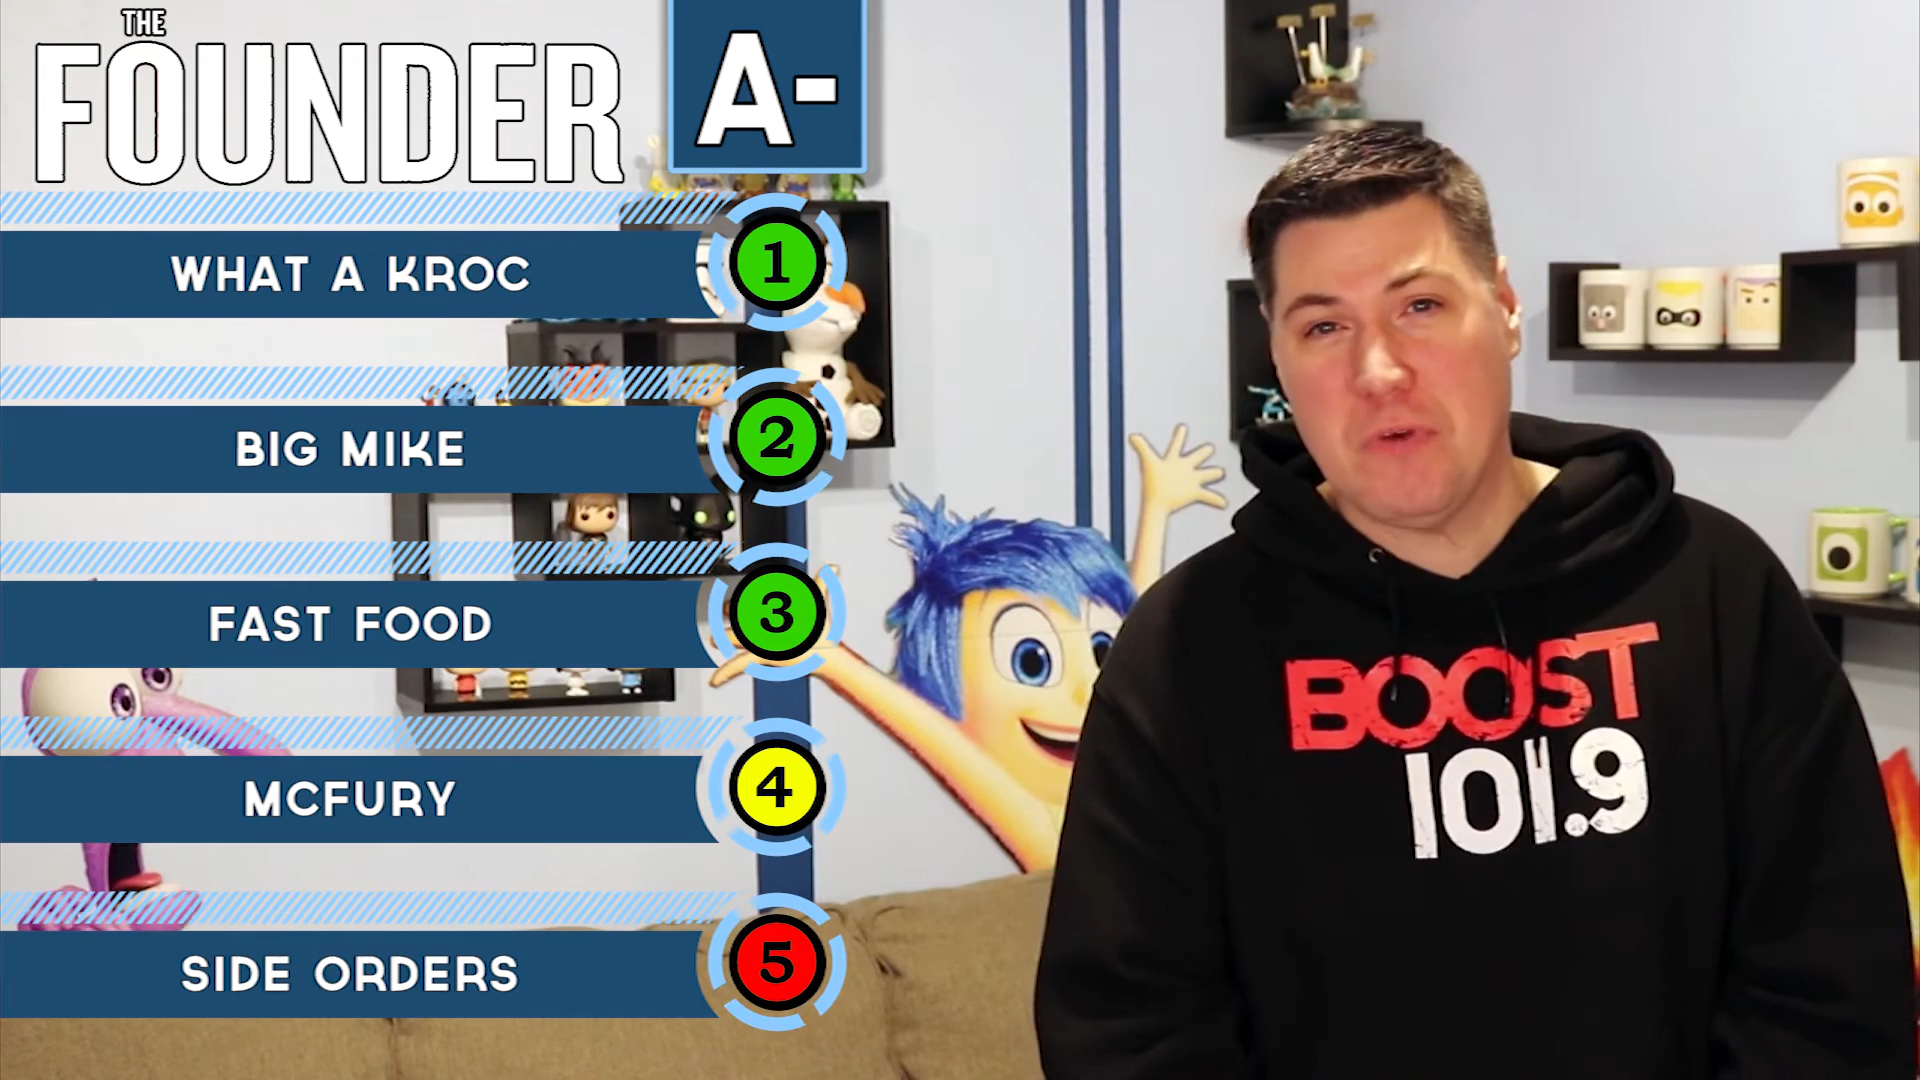 THE
FOUNDER
A-
WHAT A KROC
1
BIG MIKE
2
FAST FOOD
3
MCFURY
4
SIDE ORDERS
5
BOOST
101.9